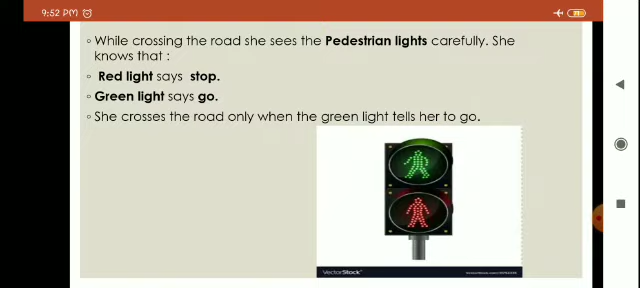 9:52 PM
◦ While crossing the road she sees the Pedestrian lights carefully. She
knows that :
◦ Red light says stop.
◦ Green light says go.
◦ She crosses the road only when the green light tells her to go.
VectorStock